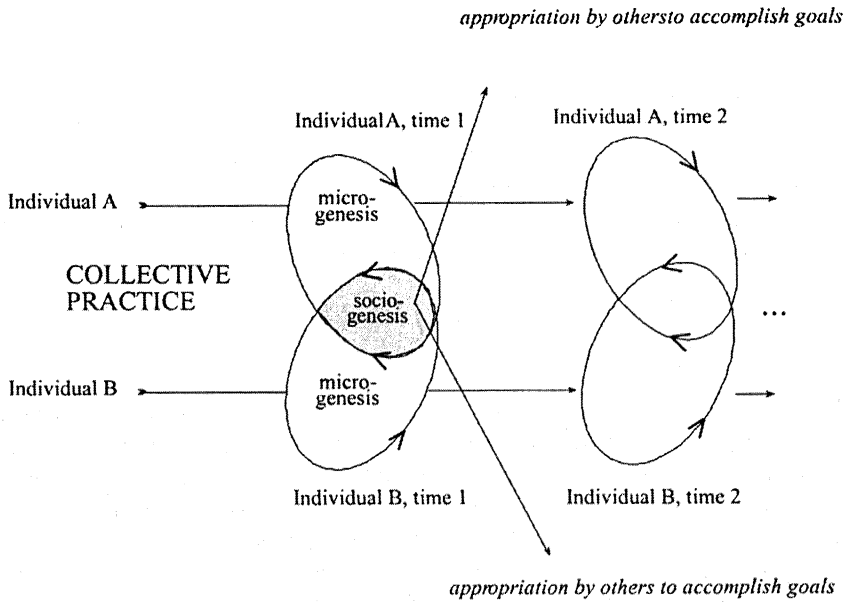 appropriation by othersto accomplish goals
Individual A, time 1
Individual A, time 2
Individual A
micro-
genesis
COLLECTIVE
PRACTICE
socio-
genesis
...
Individual B
micro-
genesis
Individual B, time 1
Individual B, time 2
appropriation by others to accomplish goals